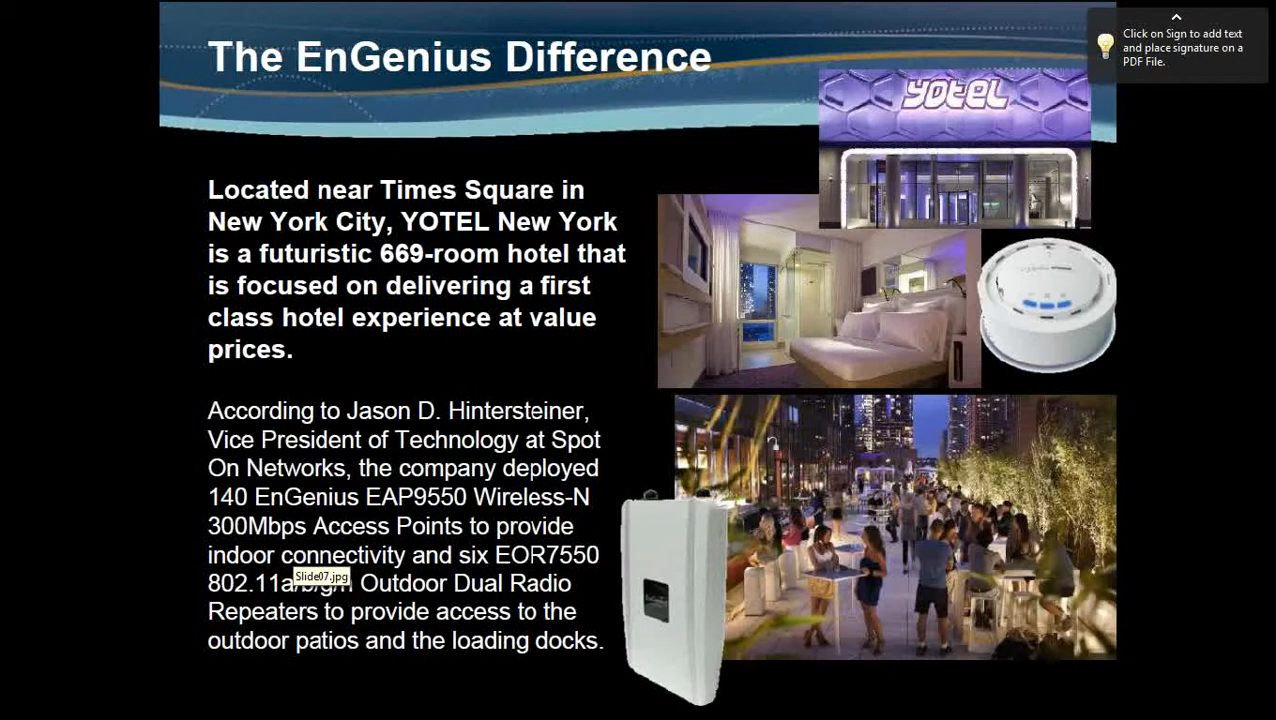 The EnGenius Difference
Click on Sign to add text
and place signature on a
PDF File.
YOTEL
Located near Times Square in
New York City, YOTEL New York
is a futuristic 669-room hotel that
is focused on delivering a first
class hotel experience at value
prices.
According to Jason D. Hintersteiner,
Vice President of Technology at Spot
On Networks, the company deployed
140 EnGenius EAP9550 Wireless-N
300Mbps Access Points to provide
indoor connectivity and six EOR7550
802.11a/b/g/n Outdoor Dual Radio
Slide07.jpg
Repeaters to provide access to the
outdoor patios and the loading docks.